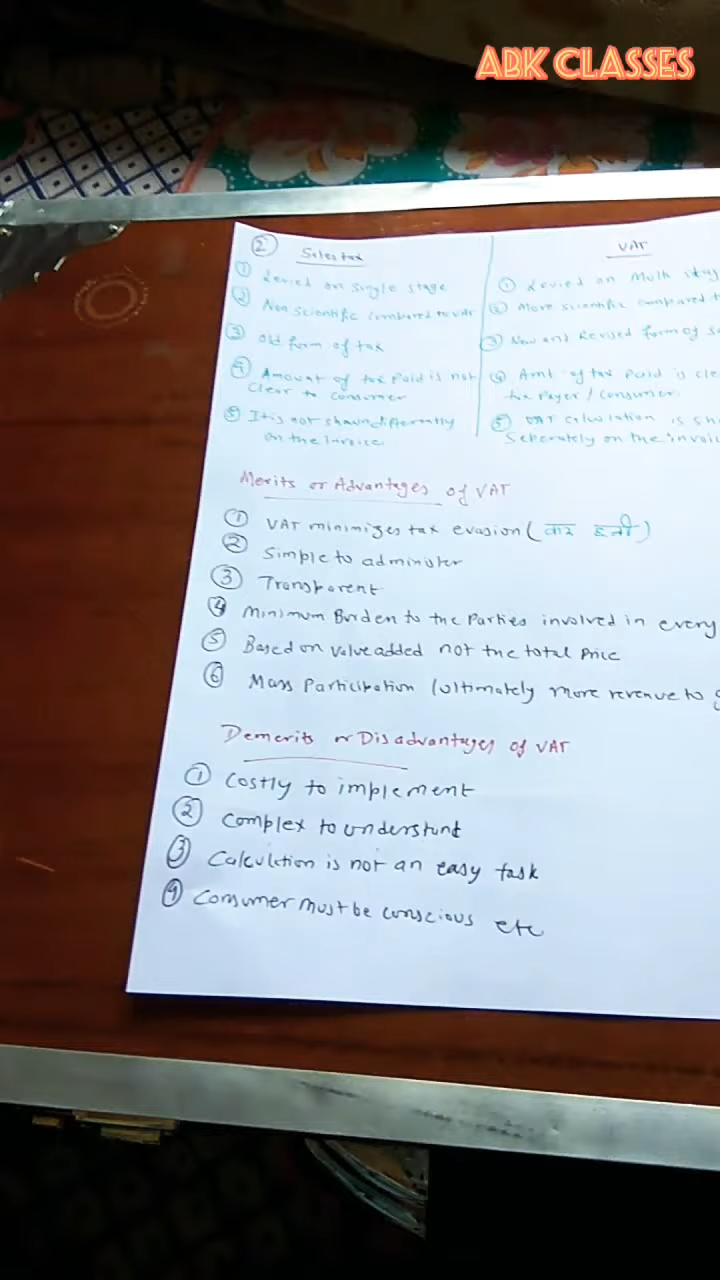 ABK CLASSES
② Sales tax
① Levied on single stage
② Non scientific compared to VAT
③ Old form of tax
④ Amount of tax Paid is not
clear to consumer
⑤ It is not shown differently
on the invoice
VAT
① Levied on Multi
② More scientific compared
③ New and Revised form of
④ Amt of tax paid is
tax Payer / consumer
⑤ VAT calculation is
Seberately on the
Merits or Advantages of VAT
① VAT minimizes tax evasion (कार छली)
② Simple to administer
③ Transparent
④ Minimum Burden to the Parties involved in every
⑤ Based on value added not the total Price
⑥ Mass Participation (ultimately more revenue to
Demerits or Disadvantages of VAT
① Costly to implement
② Complex to understund
③ Calculation is not an easy task
④ Consumer must be conscious etc